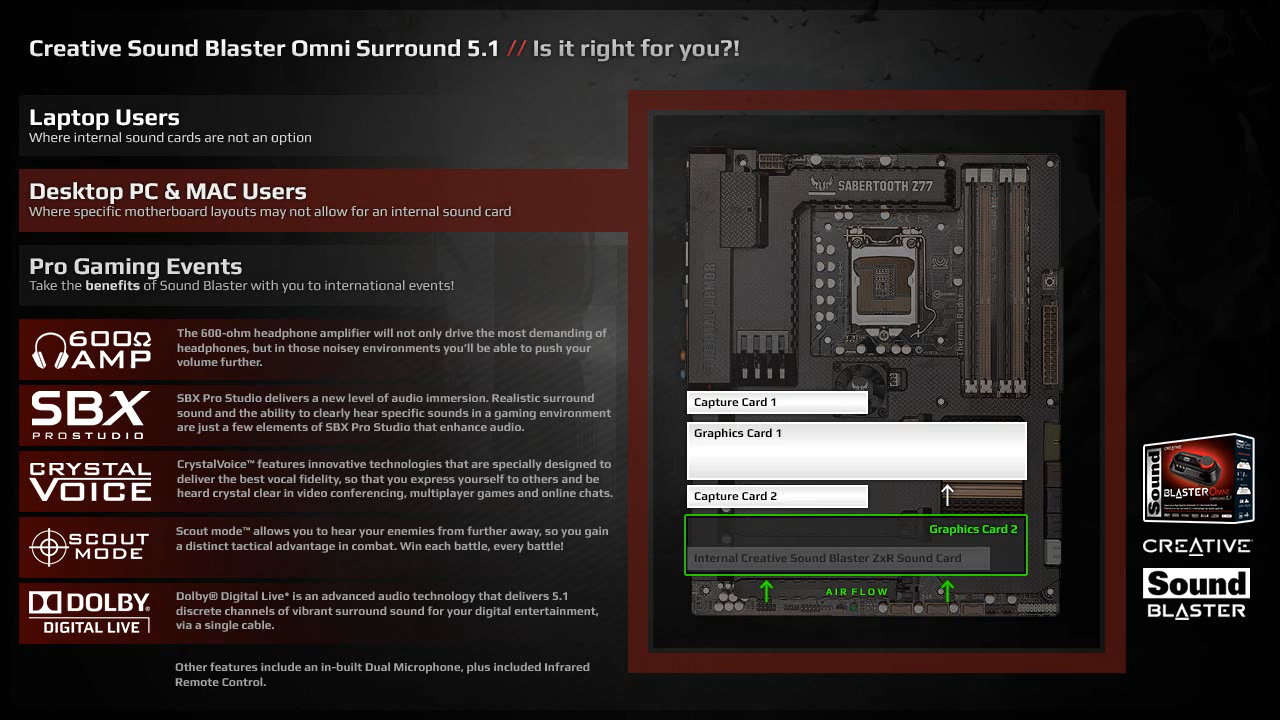 Creative Sound Blaster Omni Surround 5.1 // Is it right for you?!
Laptop Users
Where internal sound cards are not an option
Desktop PC & MAC Users
Where specific motherboard layouts may not allow for an internal sound card
Pro Gaming Events
Take the benefits of Sound Blaster with you to international events!
600Ω
AMP
The 600-ohm headphone amplifier will not only drive the most demanding of
headphones, but in those noisey environments you'll be able to push your
volume further.
SBX
PROSTUDIO
SBX Pro Studio delivers a new level of audio immersion. Realistic surround
sound and the ability to clearly hear specific sounds in a gaming environment
are just a few elements of SBX Pro Studio that enhance audio.
CRYSTAL
VOICE
CrystalVoice™ features innovative technologies that are specially designed to
deliver the best vocal fidelity, so that you express yourself to others and be
heard crystal clear in video conferencing, multiplayer games and online chats.
SCOUT
MODE
Scout mode™ allows you to hear your enemies from further away, so you gain
a distinct tactical advantage in combat. Win each battle, every battle!
DOLBY
DIGITAL LIVE
Dolby® Digital Live* is an advanced audio technology that delivers 5.1
discrete channels of vibrant surround sound for your digital entertainment,
via a single cable.
Other features include an in-built Dual Microphone, plus included Infrared
Remote Control.
SABERTOOTH Z77
Thermal Radar
Capture Card 1
Graphics Card 1
Capture Card 2
Graphics Card 2
Internal Creative Sound Blaster ZxR Sound Card
AIR FLOW
Sound
BLASTER OMNI
SURROUND 5.1
CREATIVE
Sound
BLASTER